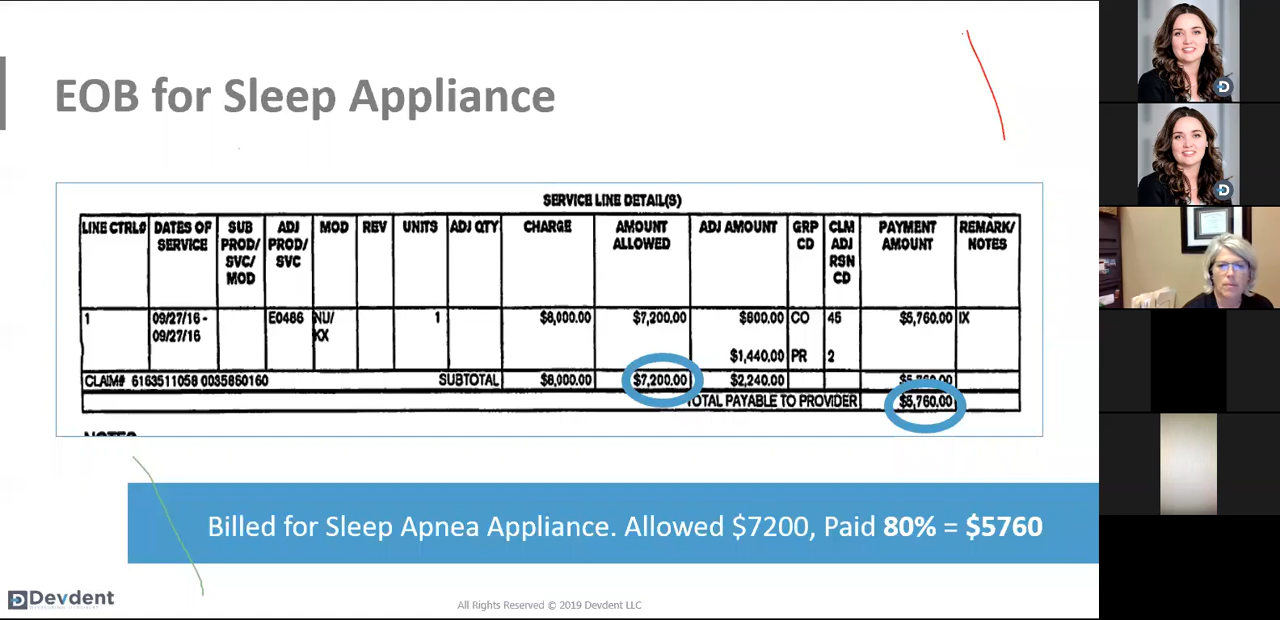 EOB for Sleep Appliance
SERVICE LINE DETAIL(S)
LINE CTRL# DATES OF SERVICE SUB PROD/ SVC/ MOD ADJ PROD/ SVC MOD REV UNITS ADJ QTY CHARGE AMOUNT ALLOWED ADJ AMOUNT GRP CD CLM ADJ RSN CD PAYMENT AMOUNT REMARK/ NOTES
1 09/27/16 - 09/27/16 E0486 NU/ XX 1 $8,000.00 $7,200.00 $800.00 CO 45 $5,760.00 IX
$1,440.00 PR 2
CLAIM# 6163511058 0035860160 SUBTOTAL $8,000.00 $7,200.00 $2,240.00 $5,760.00
TOTAL PAYABLE TO PROVIDER $5,760.00
NOTES
Billed for Sleep Apnea Appliance. Allowed $7200, Paid 80% = $5760
Devdent
All Rights Reserved © 2019 Devdent LLC